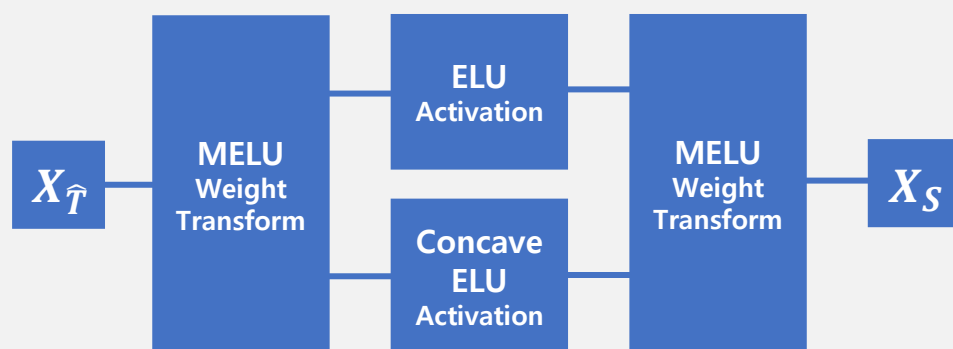 X_T̂
MELU
Weight
Transform
ELU
Activation
Concave
ELU
Activation
MELU
Weight
Transform
X_S